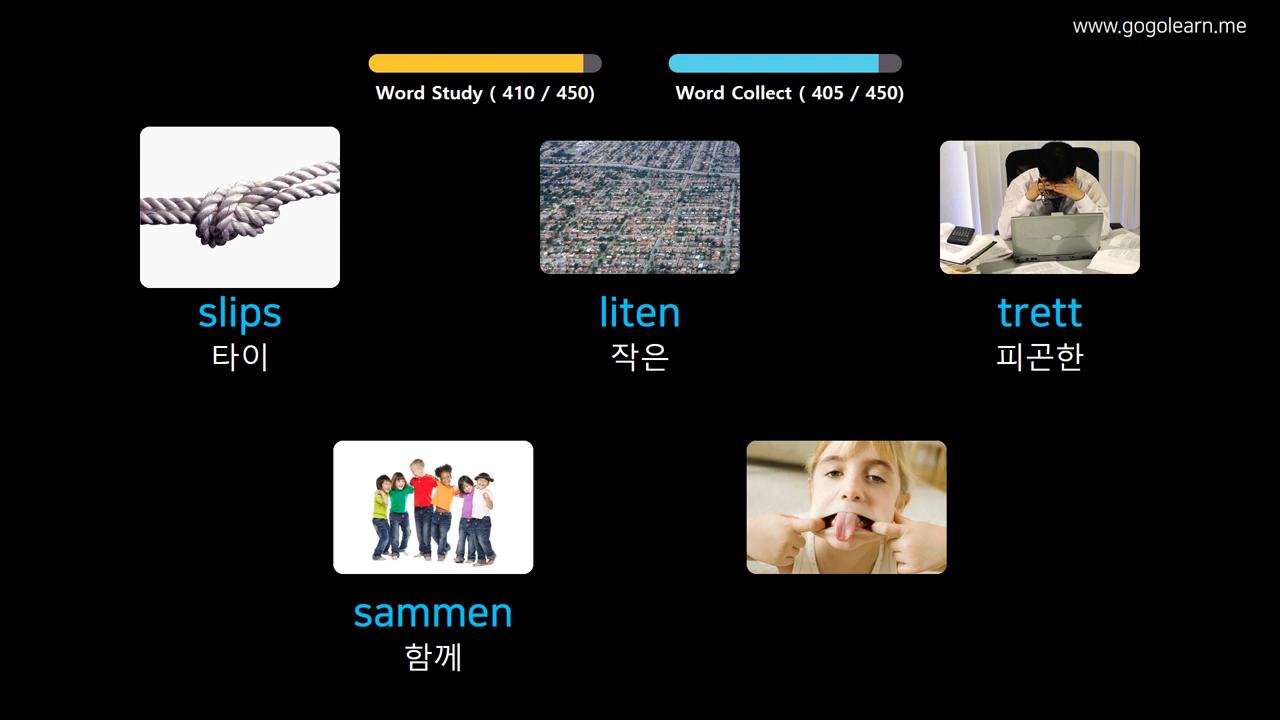 www.gogolearn.me
Word Study ( 410 / 450)
Word Collect ( 405 / 450)
slips
타이
liten
작은
trett
피곤한
sammen
함께